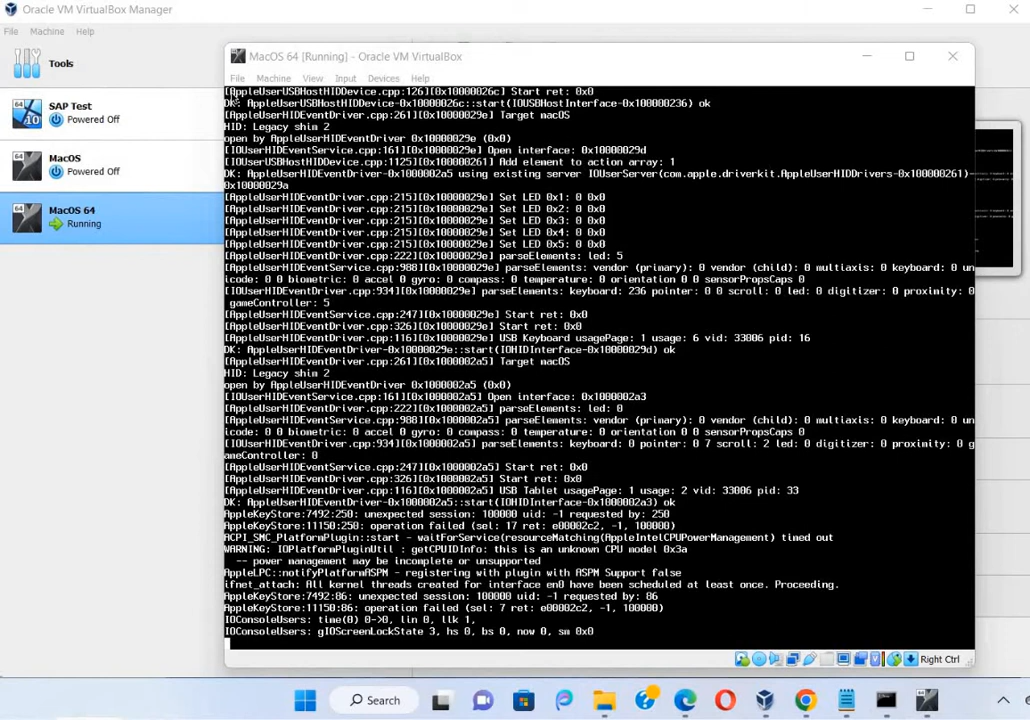 Oracle VM VirtualBox Manager
File Machine Help
Tools
64
SAP Test
10
Powered Off
64
MacOS
Powered Off
64
MacOS 64
Running
MacOS 64 [Running] - Oracle VM VirtualBox
File Machine View Input Devices Help
[AppleUserUSBHostHIDDevice.cpp:126][0x10000026c] Start ret: 0x0
DK: AppleUserUSBHostHIDDevice-0x10000026c::start(IOUSBHostInterface-0x100000236) ok
[AppleUserHIDEventDriver.cpp:261][0x10000029e] Target macOS
HID: Legacy shim 2
open by AppleUserHIDEventDriver 0x10000029e (0x0)
[IOUserHIDEventService.cpp:161][0x10000029e] Open interface: 0x10000029d
[IOUserUSBHostHIDDevice.cpp:1125][0x100000261] Add element to action array: 1
DK: AppleUserHIDEventDriver-0x1000002a5 using existing server IOUserServer(com.apple.driverkit.AppleUserHIDDrivers-0x100000261)-
0x10000029a
[AppleUserHIDEventDriver.cpp:215][0x10000029e] Set LED 0x1: 0 0x0
[AppleUserHIDEventDriver.cpp:215][0x10000029e] Set LED 0x2: 0 0x0
[AppleUserHIDEventDriver.cpp:215][0x10000029e] Set LED 0x3: 0 0x0
[AppleUserHIDEventDriver.cpp:215][0x10000029e] Set LED 0x4: 0 0x0
[AppleUserHIDEventDriver.cpp:215][0x10000029e] Set LED 0x5: 0 0x0
[AppleUserHIDEventDriver.cpp:222][0x10000029e] parseElements: led: 5
[AppleUserHIDEventService.cpp:988][0x10000029e] parseElements: vendor (primary): 0 vendor (child): 0 multiaxis: 0 keyboard: 0 un
icode: 0 0 biometric: 0 accel 0 gyro: 0 compass: 0 temperature: 0 orientation 0 0 sensorPropsCaps 0
[IOUserHIDEventDriver.cpp:934][0x10000029e] parseElements: keyboard: 236 pointer: 0 0 scroll: 0 led: 0 digitizer: 0 proximity: 0
gameController: 5
[AppleUserHIDEventService.cpp:247][0x10000029e] Start ret: 0x0
[AppleUserHIDEventDriver.cpp:326][0x10000029e] Start ret: 0x0
[AppleUserHIDEventDriver.cpp:116][0x10000029e] USB Keyboard usagePage: 1 usage: 6 vid: 33006 pid: 16
DK: AppleUserHIDEventDriver-0x10000029e::start(IOHIDInterface-0x10000029d) ok
[AppleUserHIDEventDriver.cpp:261][0x1000002a5] Target macOS
HID: Legacy shim 2
open by AppleUserHIDEventDriver 0x1000002a5 (0x0)
[IOUserHIDEventService.cpp:161][0x1000002a5] Open interface: 0x1000002a3
[AppleUserHIDEventDriver.cpp:222][0x1000002a5] parseElements: led: 0
[AppleUserHIDEventService.cpp:988][0x1000002a5] parseElements: vendor (primary): 0 vendor (child): 0 multiaxis: 0 keyboard: 0 un
icode: 0 0 biometric: 0 accel 0 gyro: 0 compass: 0 temperature: 0 orientation 0 0 sensorPropsCaps 0
[IOUserHIDEventDriver.cpp:934][0x1000002a5] parseElements: keyboard: 0 pointer: 0 7 scroll: 2 led: 0 digitizer: 0 proximity: 0 g
ameController: 0
[AppleUserHIDEventService.cpp:247][0x1000002a5] Start ret: 0x0
[AppleUserHIDEventDriver.cpp:326][0x1000002a5] Start ret: 0x0
[AppleUserHIDEventDriver.cpp:116][0x1000002a5] USB Tablet usagePage: 1 usage: 2 vid: 33006 pid: 33
DK: AppleUserHIDEventDriver-0x1000002a5::start(IOHIDInterface-0x1000002a3) ok
AppleKeyStore:7492:250: unexpected session: 100000 uid: -1 requested by: 250
AppleKeyStore:11150:250: operation failed (sel: 17 ret: e00002c2, -1, 100000)
ACPI_SMC_PlatformPlugin::start - waitForService(resourceMatching(AppleIntelCPUPowerManagement) timed out
WARNING: IOPlatformPluginUtil : getCPUIDInfo: this is an unknown CPU model 0x3a
-- power management may be incomplete or unsupported
AppleLPC::notifyPlatformASPM - registering with plugin with ASPM Support false
ifnet_attach: All kernel threads created for interface en0 have been scheduled at least once. Proceeding.
AppleKeyStore:7492:86: unexpected session: 100000 uid: -1 requested by: 86
AppleKeyStore:11150:86: operation failed (sel: 7 ret: e00002c2, -1, 100000)
IOConsoleUsers: time(0) 0->0, lin 0, llk 1,
IOConsoleUsers: gIOScreenLockState 3, hs 0, bs 0, now 0, sm 0x0
Right Ctrl
Search